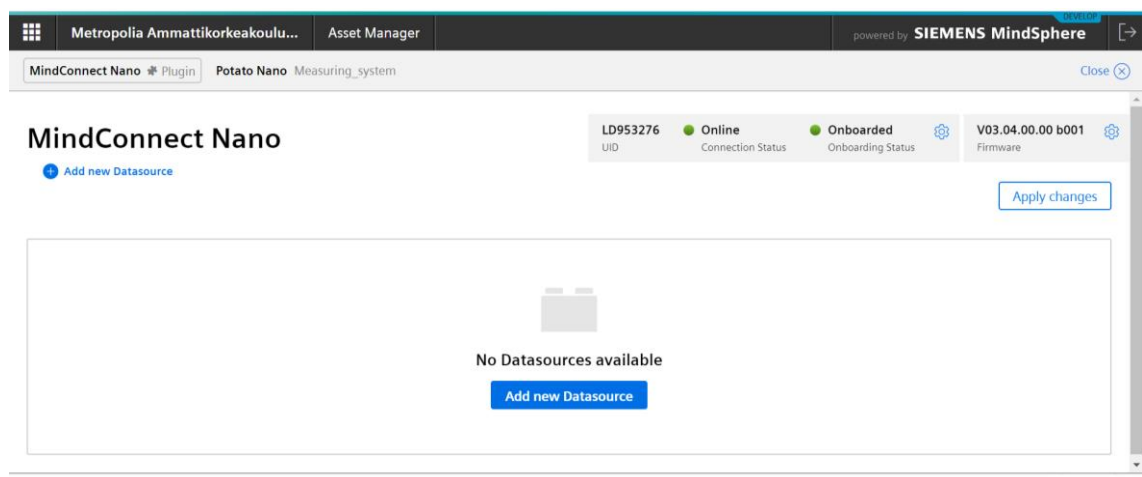 DEVELOP
Metropolia Ammattikorkeakoulu... Asset Manager powered by SIEMENS MindSphere
MindConnect Nano Plugin Potato Nano Measuring_system Close
MindConnect Nano
LD953276 Online Onboarded V03.04.00.00 b001
UID Connection Status Onboarding Status Firmware
Add new Datasource
Apply changes
No Datasources available
Add new Datasource